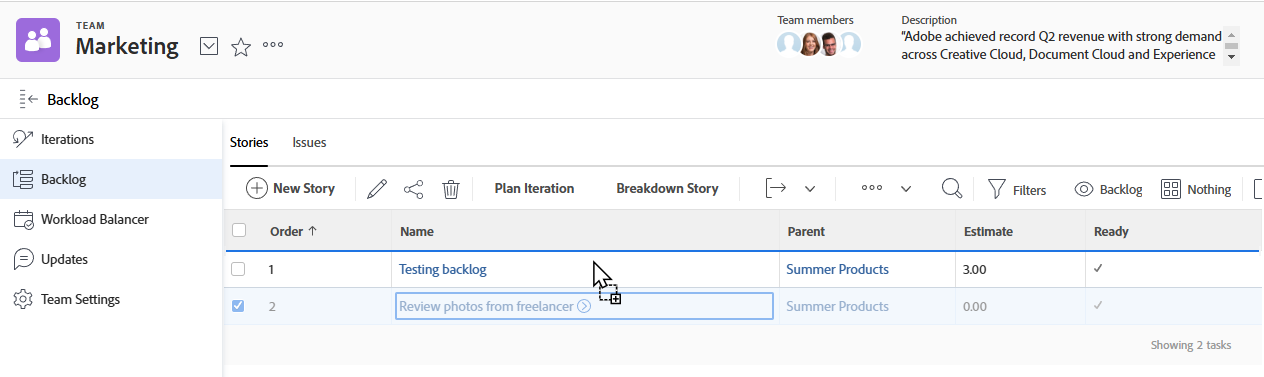 TEAM
Marketing
Team members
Description
"Adobe achieved record Q2 revenue with strong demand
across Creative Cloud, Document Cloud and Experience
Backlog
Iterations
Backlog
Workload Balancer
Updates
Team Settings
Stories Issues
New Story Plan Iteration Breakdown Story Filters Backlog Nothing
Order Name Parent Estimate Ready
1 Testing backlog Summer Products 3.00
2 Review photos from freelancer Summer Products 0.00
Showing 2 tasks